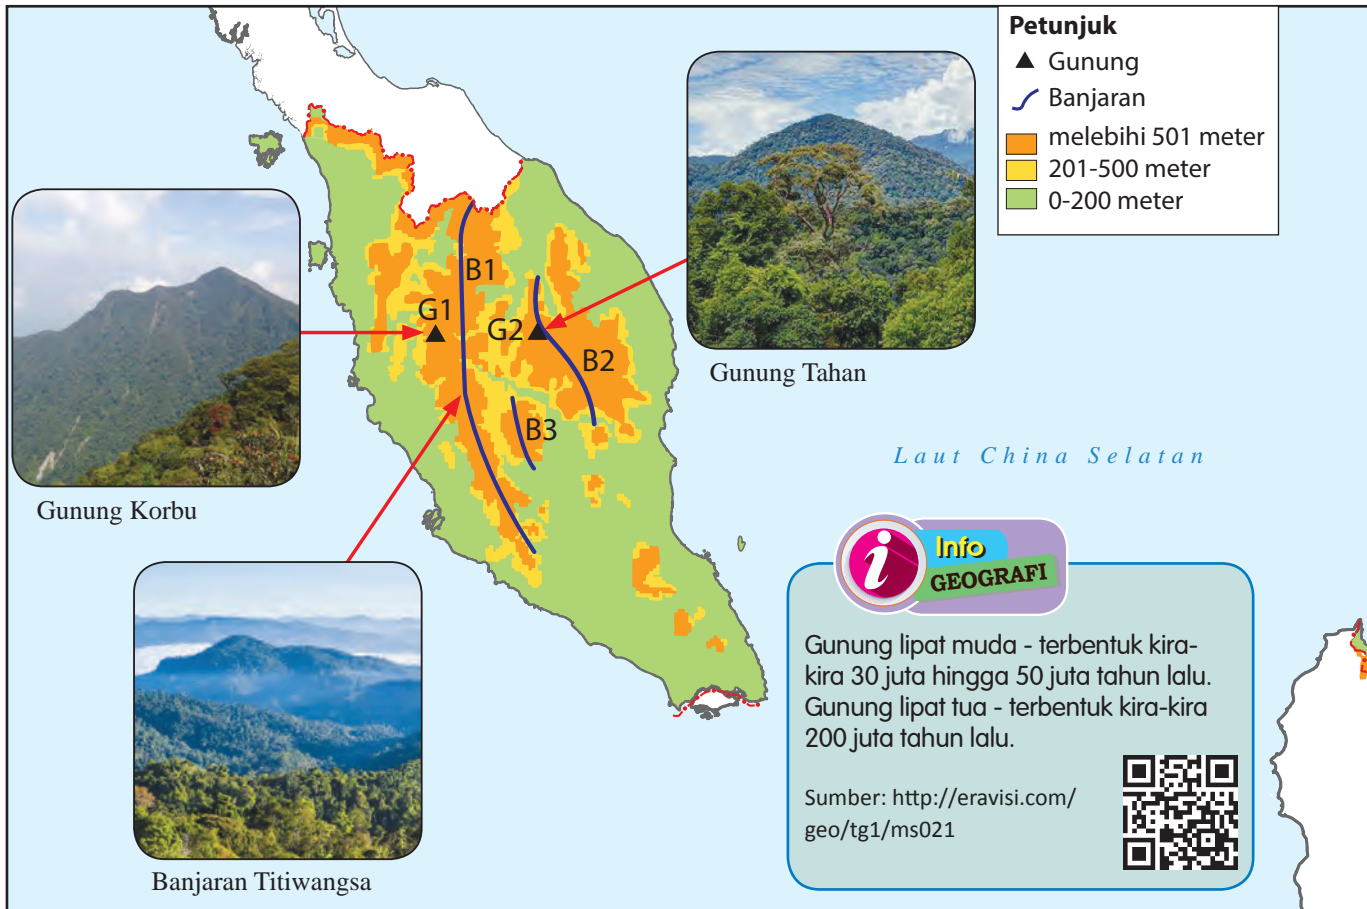 Petunjuk
Gunung
Banjaran
melebihi 501 meter
201-500 meter
0-200 meter
B1
G1
G2
B2
B3
Gunung Tahan
Gunung Korbu
Banjaran Titiwangsa
Laut China Selatan
i
Info
GEOGRAFI
Gunung lipat muda - terbentuk kira-
kira 30 juta hingga 50 juta tahun lalu.
Gunung lipat tua - terbentuk kira-kira
200 juta tahun lalu.
Sumber: http://eravisi.com/
geo/tg1/ms021